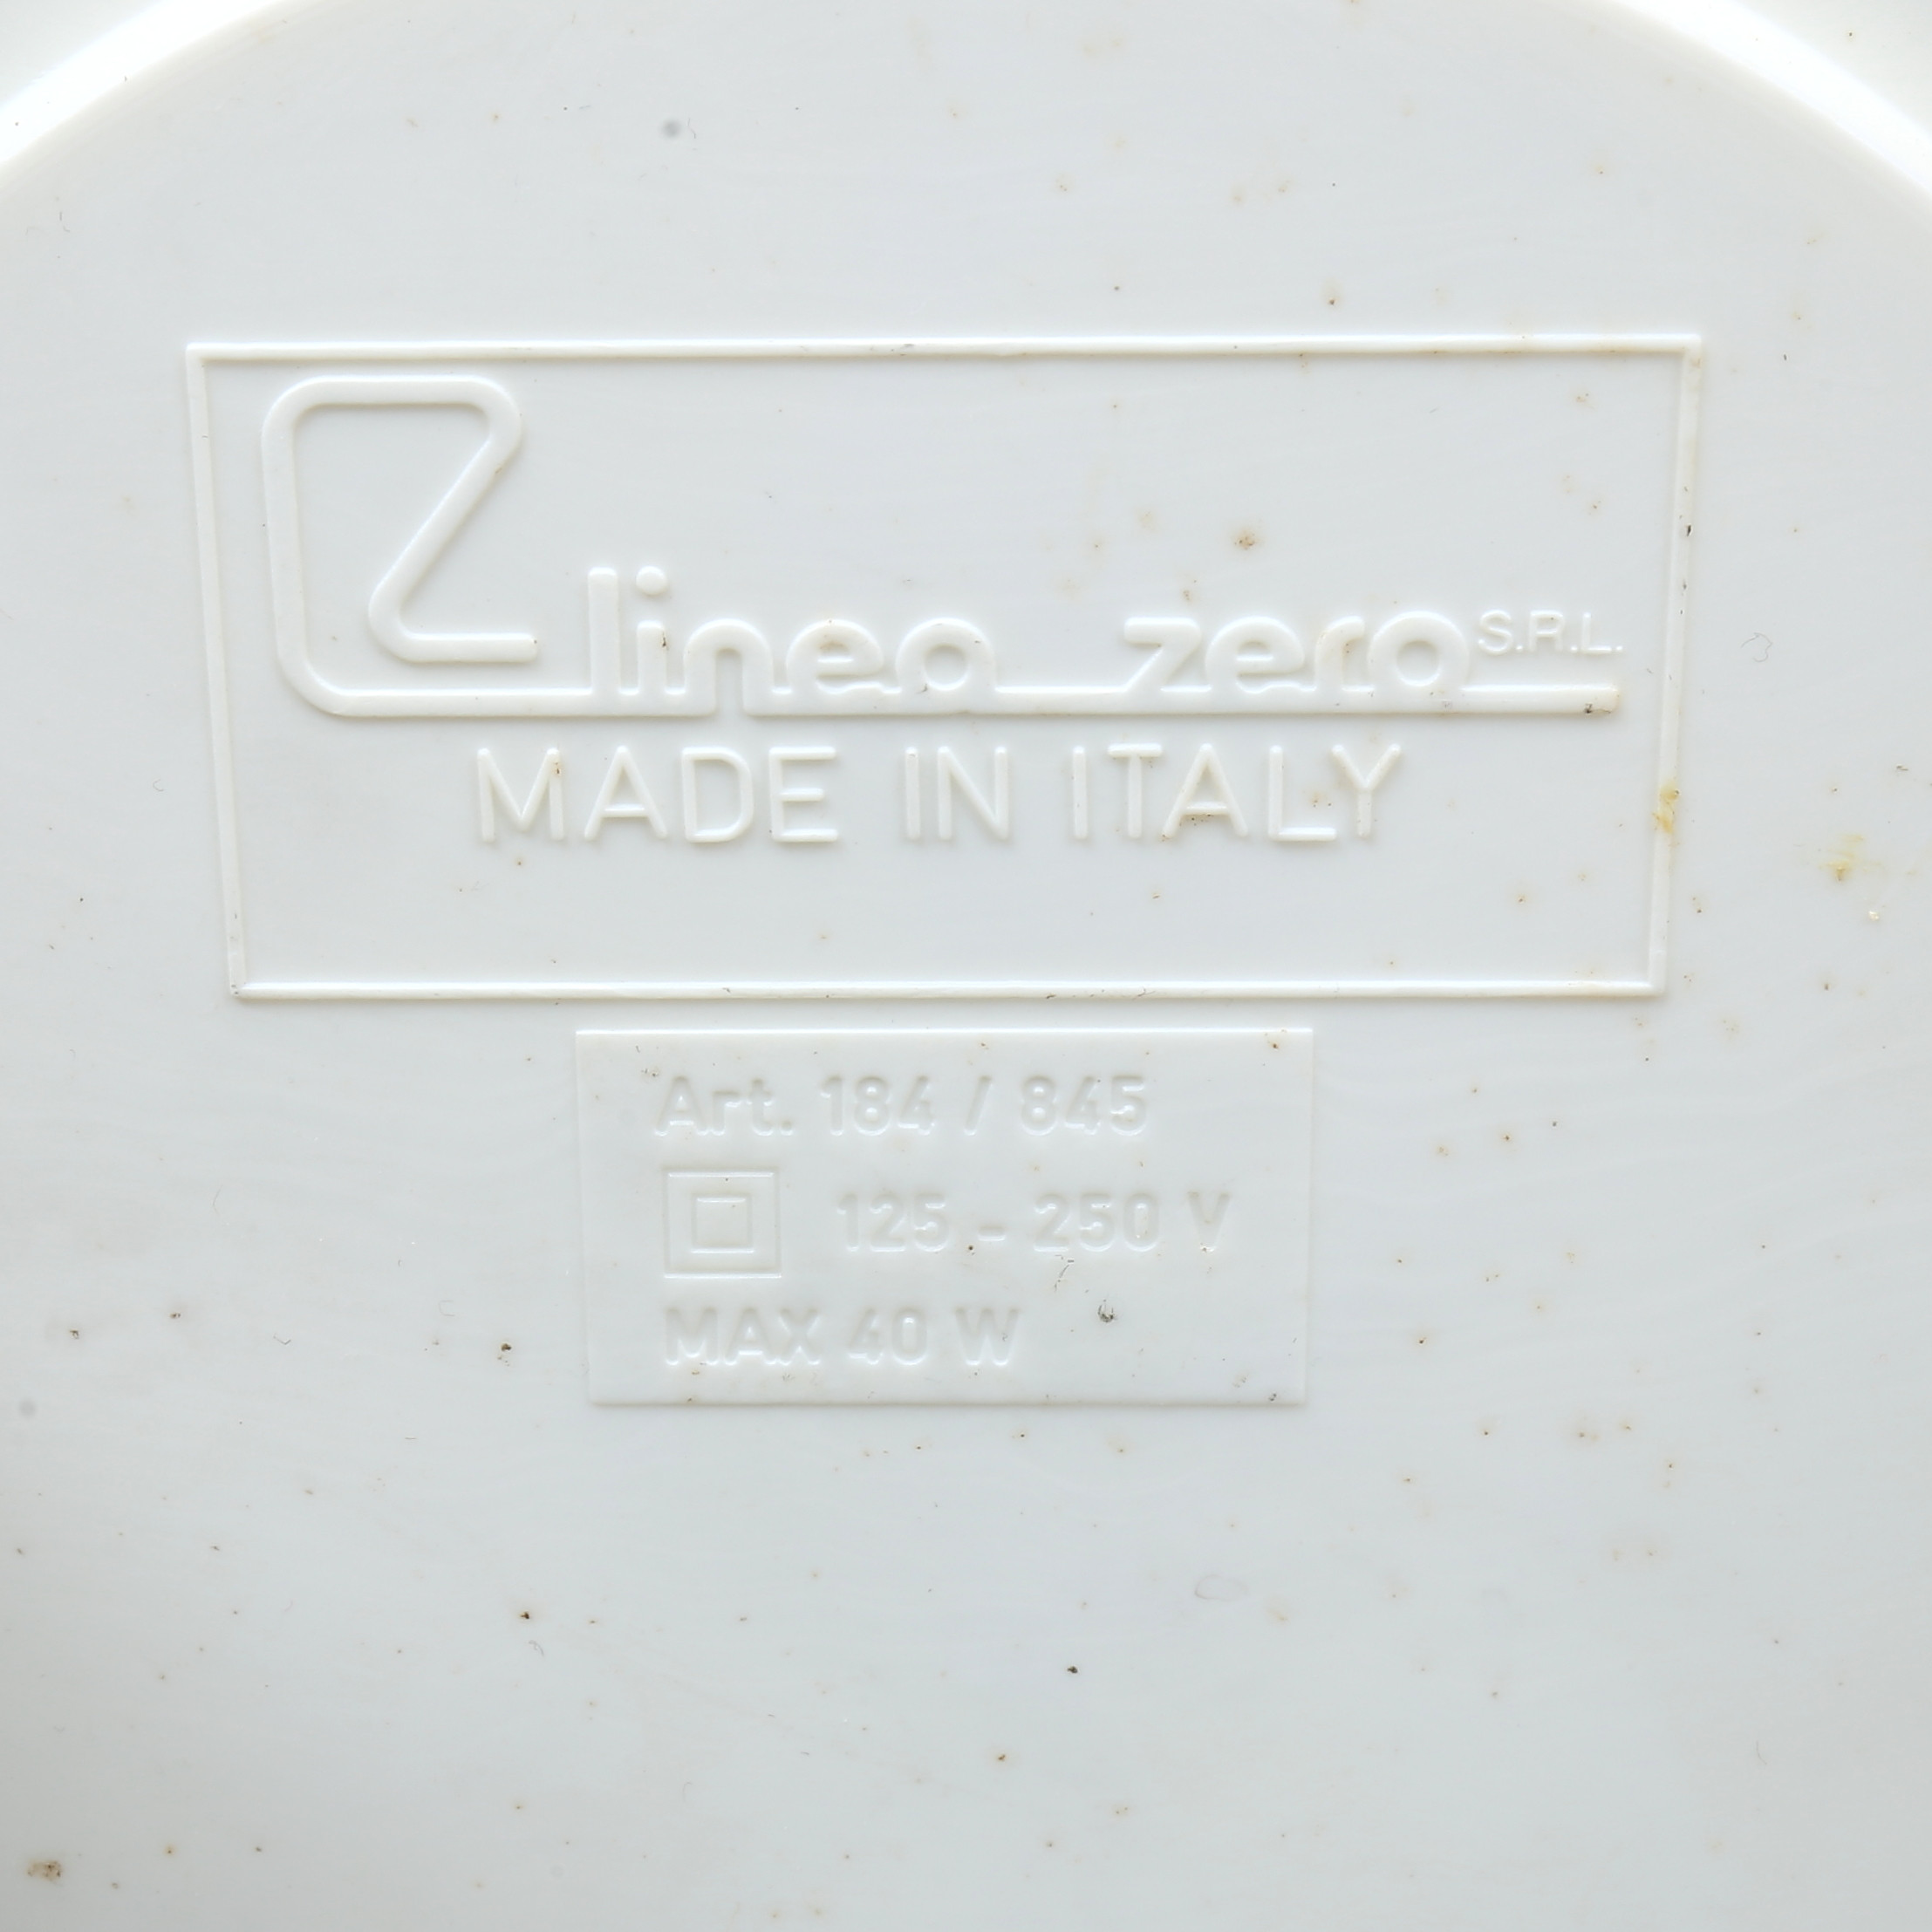 linea zero S.R.L.
MADE IN ITALY
Art. 184 / 845
125 - 250 V
MAX 40 W